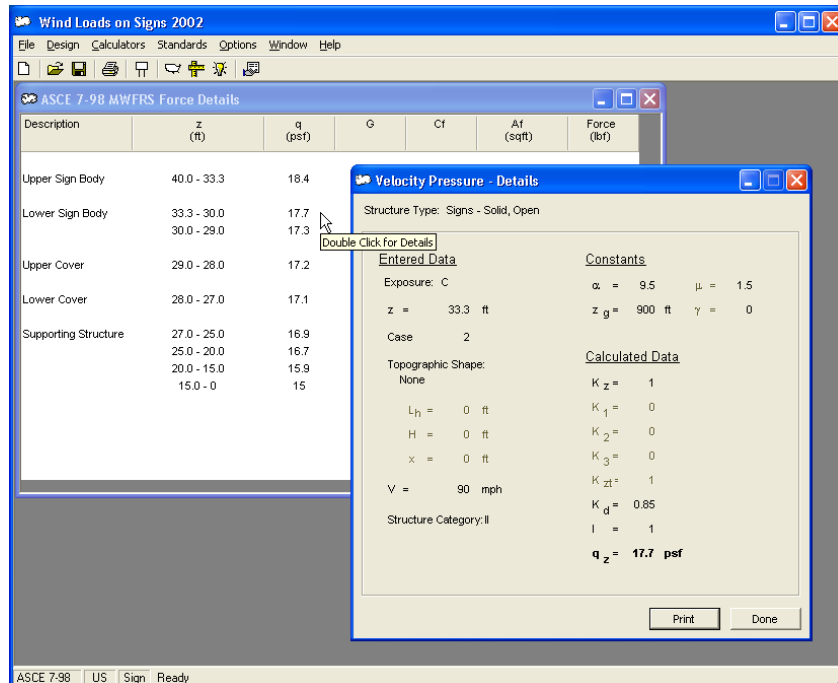 Wind Loads on Signs 2002
File Design Calculators Standards Options Window Help
ASCE 7-98 MWFRS Force Details
Description z (ft) q (psf) G Cf Af (sqft) Force (lbf)
Upper Sign Body 40.0 - 33.3 18.4
Lower Sign Body 33.3 - 30.0 17.7
30.0 - 29.0 17.3
Upper Cover 29.0 - 28.0 17.2
Lower Cover 28.0 - 27.0 17.1
Supporting Structure 27.0 - 25.0 16.9
25.0 - 20.0 16.7
20.0 - 15.0 15.9
15.0 - 0 15
Double Click for Details
Velocity Pressure - Details
Structure Type: Signs - Solid, Open
Entered Data
Exposure: C
z = 33.3 ft
Case 2
Topographic Shape:
None
Lh = 0 ft
H = 0 ft
x = 0 ft
V = 90 mph
Structure Category: II
Constants
α = 9.5 μ = 1.5
z g = 900 ft γ = 0
Calculated Data
K z = 1
K 1 = 0
K 2 = 0
K 3 = 0
K zt = 1
K d = 0.85
I = 1
q z = 17.7 psf
Print Done
ASCE 7-98 US Sign Ready